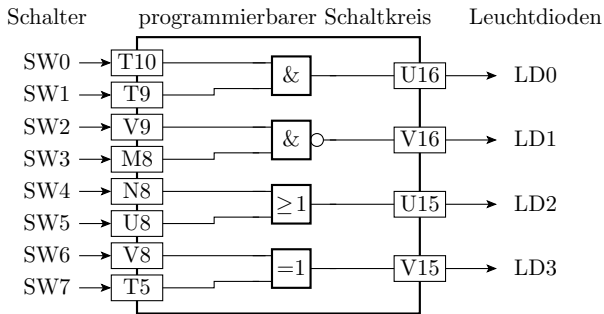 Schalter programmierbarer Schaltkreis Leuchtdioden
SW0 T10 & U16 LD0
SW1 T9
SW2 V9 & V16 LD1
SW3 M8
SW4 N8 ≥1 U15 LD2
SW5 U8
SW6 V8 =1 V15 LD3
SW7 T5